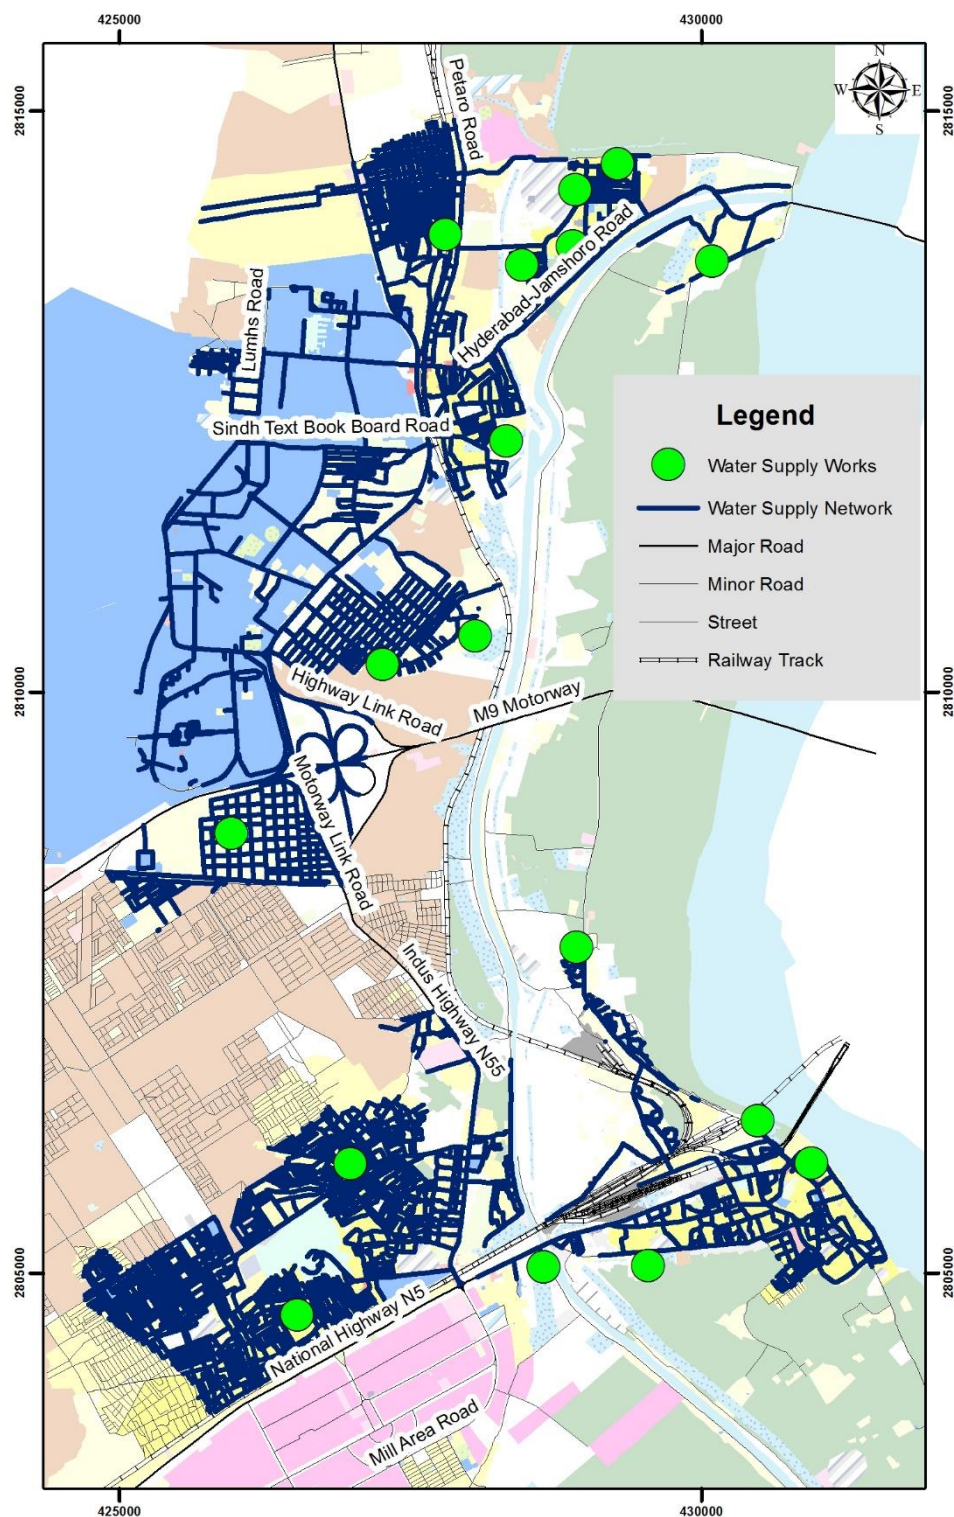 425000
430000
N
W
E
S
2815000
2815000
Petaro Road
Hyderabad-Jamshoro Road
Lumhs Road
Sindh Text Book Board Road
Legend
Water Supply Works
Water Supply Network
Major Road
Minor Road
Street
Railway Track
2810000
2810000
Highway Link Road
M9 Motorway
Motorway Link Road
Indus Highway N55
2805000
2805000
National Highway N5
Mill Area Road
425000
430000